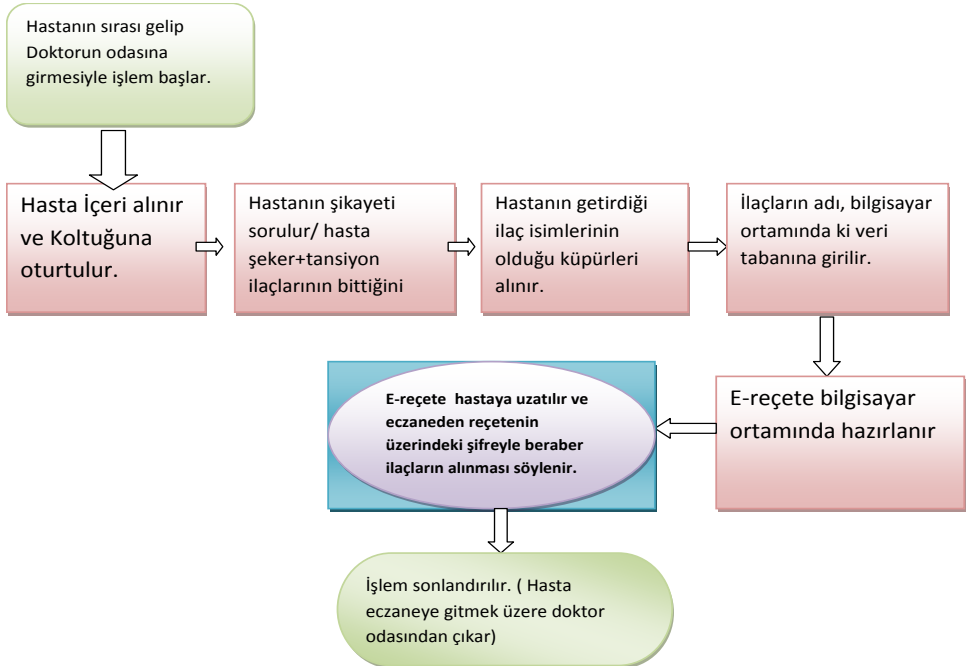 Hastanın sırası gelip
Doktorun odasına
girmesiyle işlem başlar.
Hasta İçeri alınır
ve Koltuğuna
oturtulur.
Hastanın şikayeti
sorulur/ hasta
şeker+tansiyon
ilaçlarının bittiğini
Hastanın getirdiği
ilaç isimlerinin
olduğu küpürleri
alınır.
İlaçların adı, bilgisayar
ortamında ki veri
tabanına girilir.
E-reçete bilgisayar
ortamında hazırlanır
E-reçete hastaya uzatılır ve
eczaneden reçetenin
üzerindeki şifreyle beraber
ilaçların alınması söylenir.
İşlem sonlandırılır. ( Hasta
eczaneye gitmek üzere doktor
odasından çıkar)